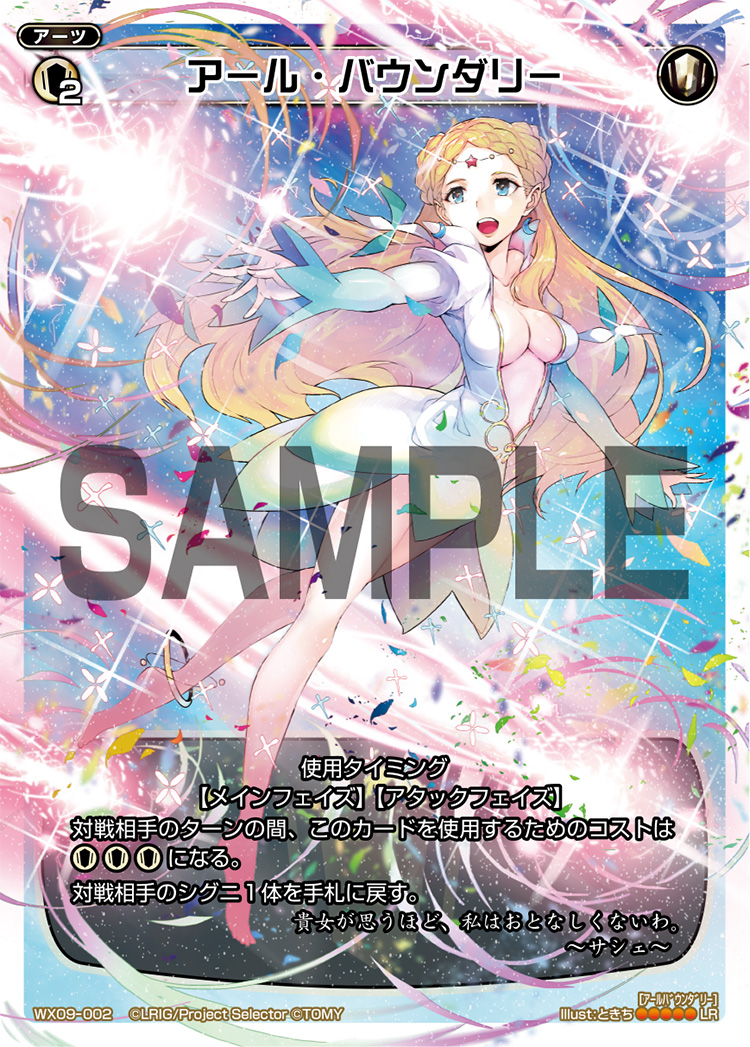 アーツ
2
アール・バウンダリー
SAMPLE
使用タイミング
【メインフェイズ】【アタックフェイズ】
対戦相手のターンの間、このカードを使用するためのコストは
になる。
対戦相手のシグニ1体を手札に戻す。
貴女が思うほど、私はおとなしくないわ。
～サシェ～
[アールバウンダリー]
WX09-002 ©LRIG/Project Selector ©TOMY Illust:ときち LR